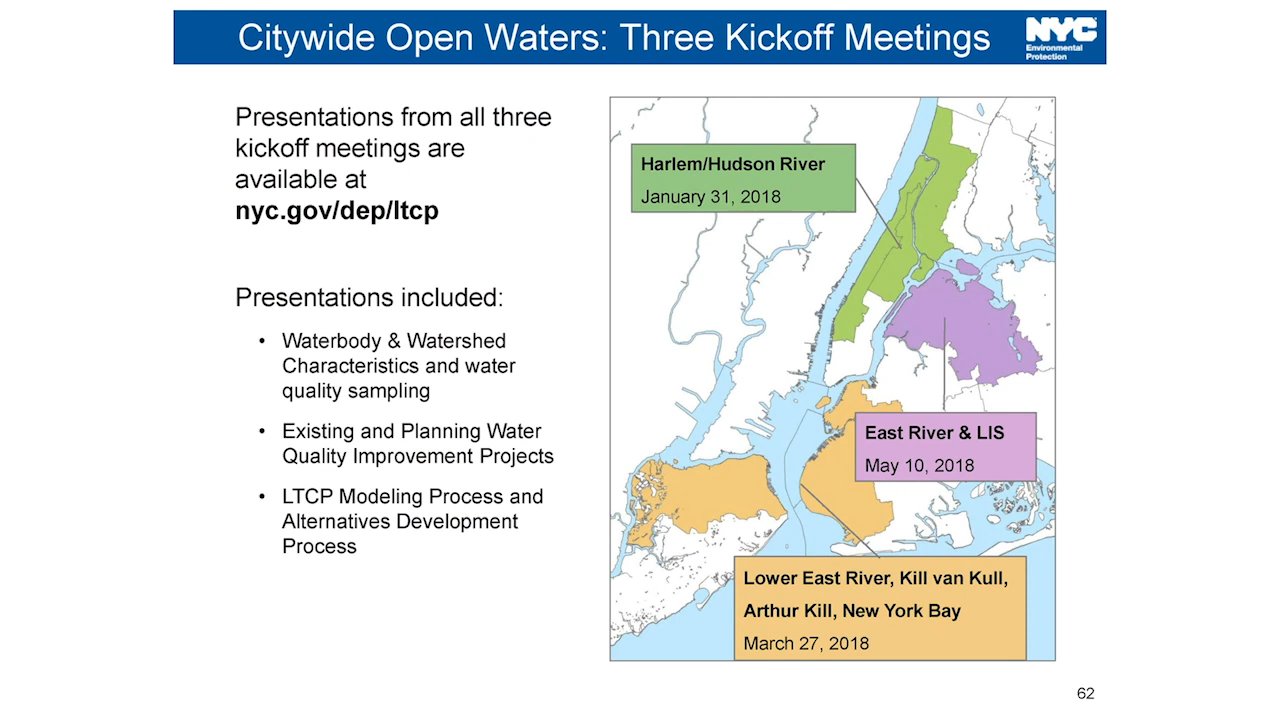 Citywide Open Waters: Three Kickoff Meetings
NYC
Environmental
Protection
Presentations from all three
kickoff meetings are
available at
nyc.gov/dep/ltcp
Presentations included:
• Waterbody & Watershed
Characteristics and water
quality sampling
• Existing and Planning Water
Quality Improvement Projects
• LTCP Modeling Process and
Alternatives Development
Process
Harlem/Hudson River
January 31, 2018
East River & LIS
May 10, 2018
Lower East River, Kill van Kull,
Arthur Kill, New York Bay
March 27, 2018
62